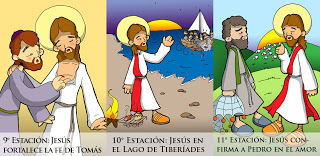 9ª Estación: Jesús
fortalece la fe de Tomás
10ª Estación: Jesús en
el Lago de Tiberíades
11ª Estación: Jesús con-
firma a Pedro en el amor